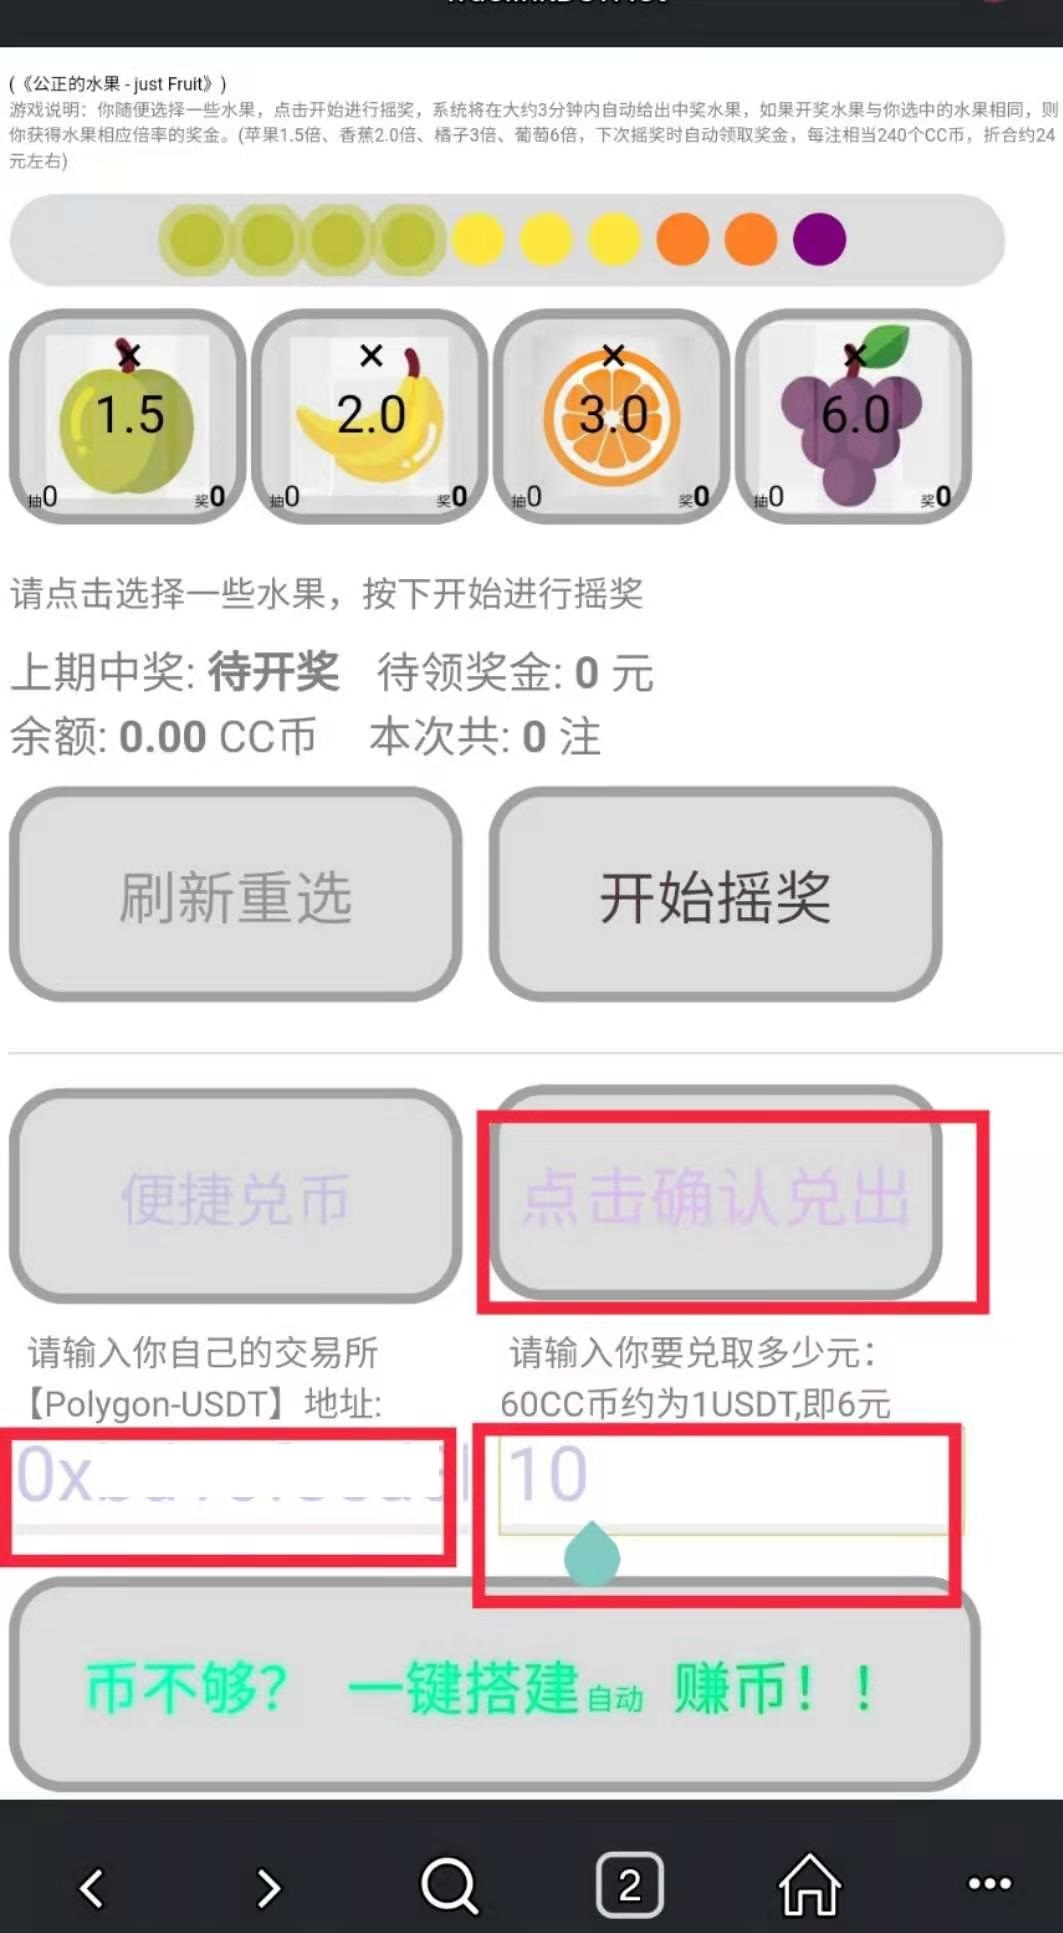 (《公正的水果 - just Fruit》)
游戏说明：你随便选择一些水果，点击开始进行摇奖，系统将在大约3分钟内自动给出中奖水果，如果开奖水果与你选中的水果相同，则
你获得水果相应倍率的奖金。(苹果1.5倍、香蕉2.0倍、橘子3倍、葡萄6倍，下次摇奖时自动领取奖金，每注相当240个CC币，折合约24
元左右)
× × × ×
1.5 2.0 3.0 6.0
抽0 奖0 抽0 奖0 抽0 奖0 抽0 奖0
请点击选择一些水果，按下开始进行摇奖
上期中奖: 待开奖 待领奖金: 0 元
余额: 0.00 CC币 本次共: 0 注
刷新重选 开始摇奖
便捷兑币 点击确认兑出
请输入你自己的交易所 请输入你要兑取多少元：
【Polygon-USDT】地址: 60CC币约为1USDT,即6元
0x 10
币不够？ 一键搭建自动 赚币！！
2